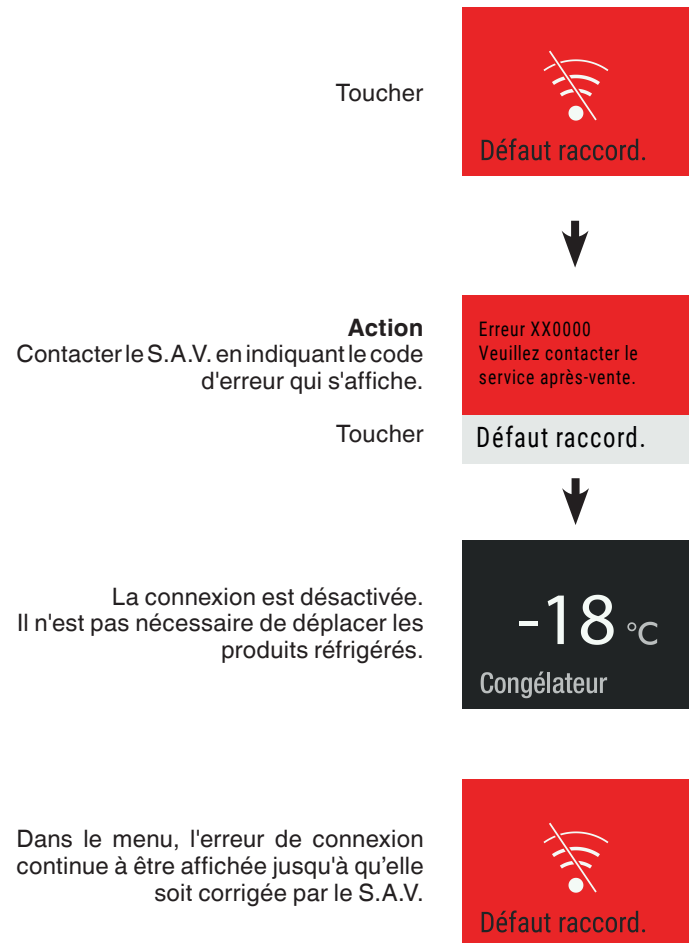 Toucher
Défaut raccord.
Action
Contacter le S.A.V. en indiquant le code
d'erreur qui s'affiche.
Erreur XX0000
Veuillez contacter le
service après-vente.
Toucher
Défaut raccord.
La connexion est désactivée.
Il n'est pas nécessaire de déplacer les
produits réfrigérés.
-18 °C
Congélateur
Dans le menu, l'erreur de connexion
continue à être affichée jusqu'à qu’elle
soit corrigée par le S.A.V.
Défaut raccord.